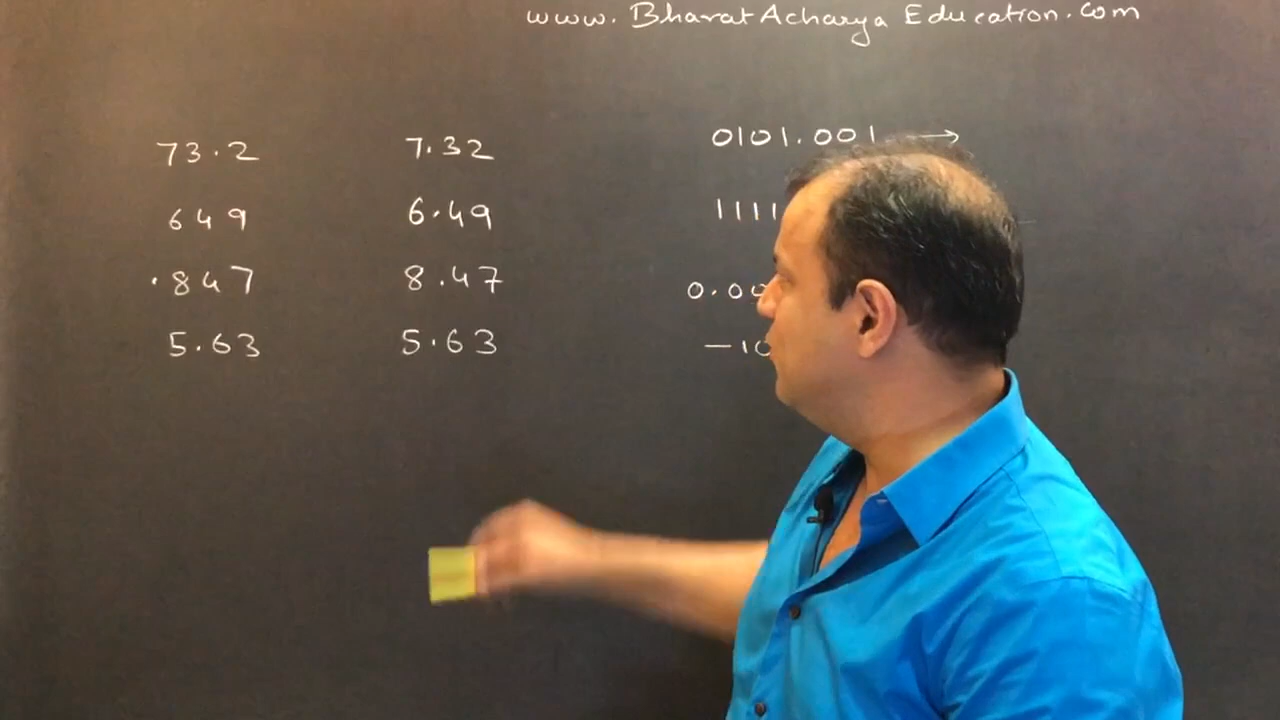 www. BharatAcharya Education.com
73.2 7.32 0101.001 →
649 6.49
.847 8.47
5.63 5.63